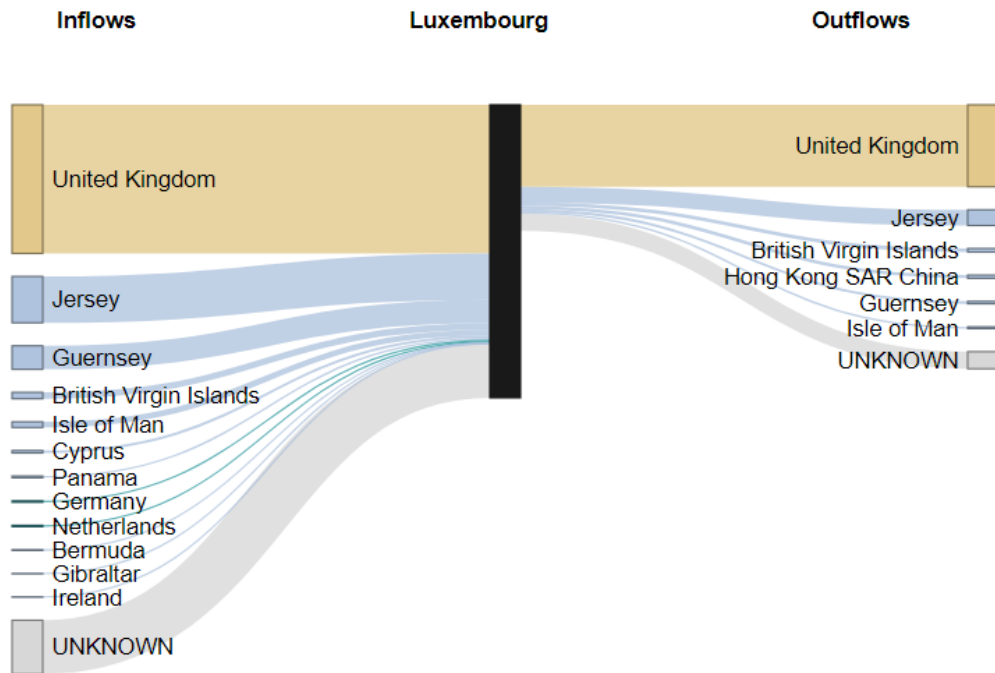 Inflows
Luxembourg
Outflows
United Kingdom
Jersey
Guernsey
British Virgin Islands
Isle of Man
Cyprus
Panama
Germany
Netherlands
Bermuda
Gibraltar
Ireland
UNKNOWN
United Kingdom
Jersey
British Virgin Islands
Hong Kong SAR China
Guernsey
Isle of Man
UNKNOWN